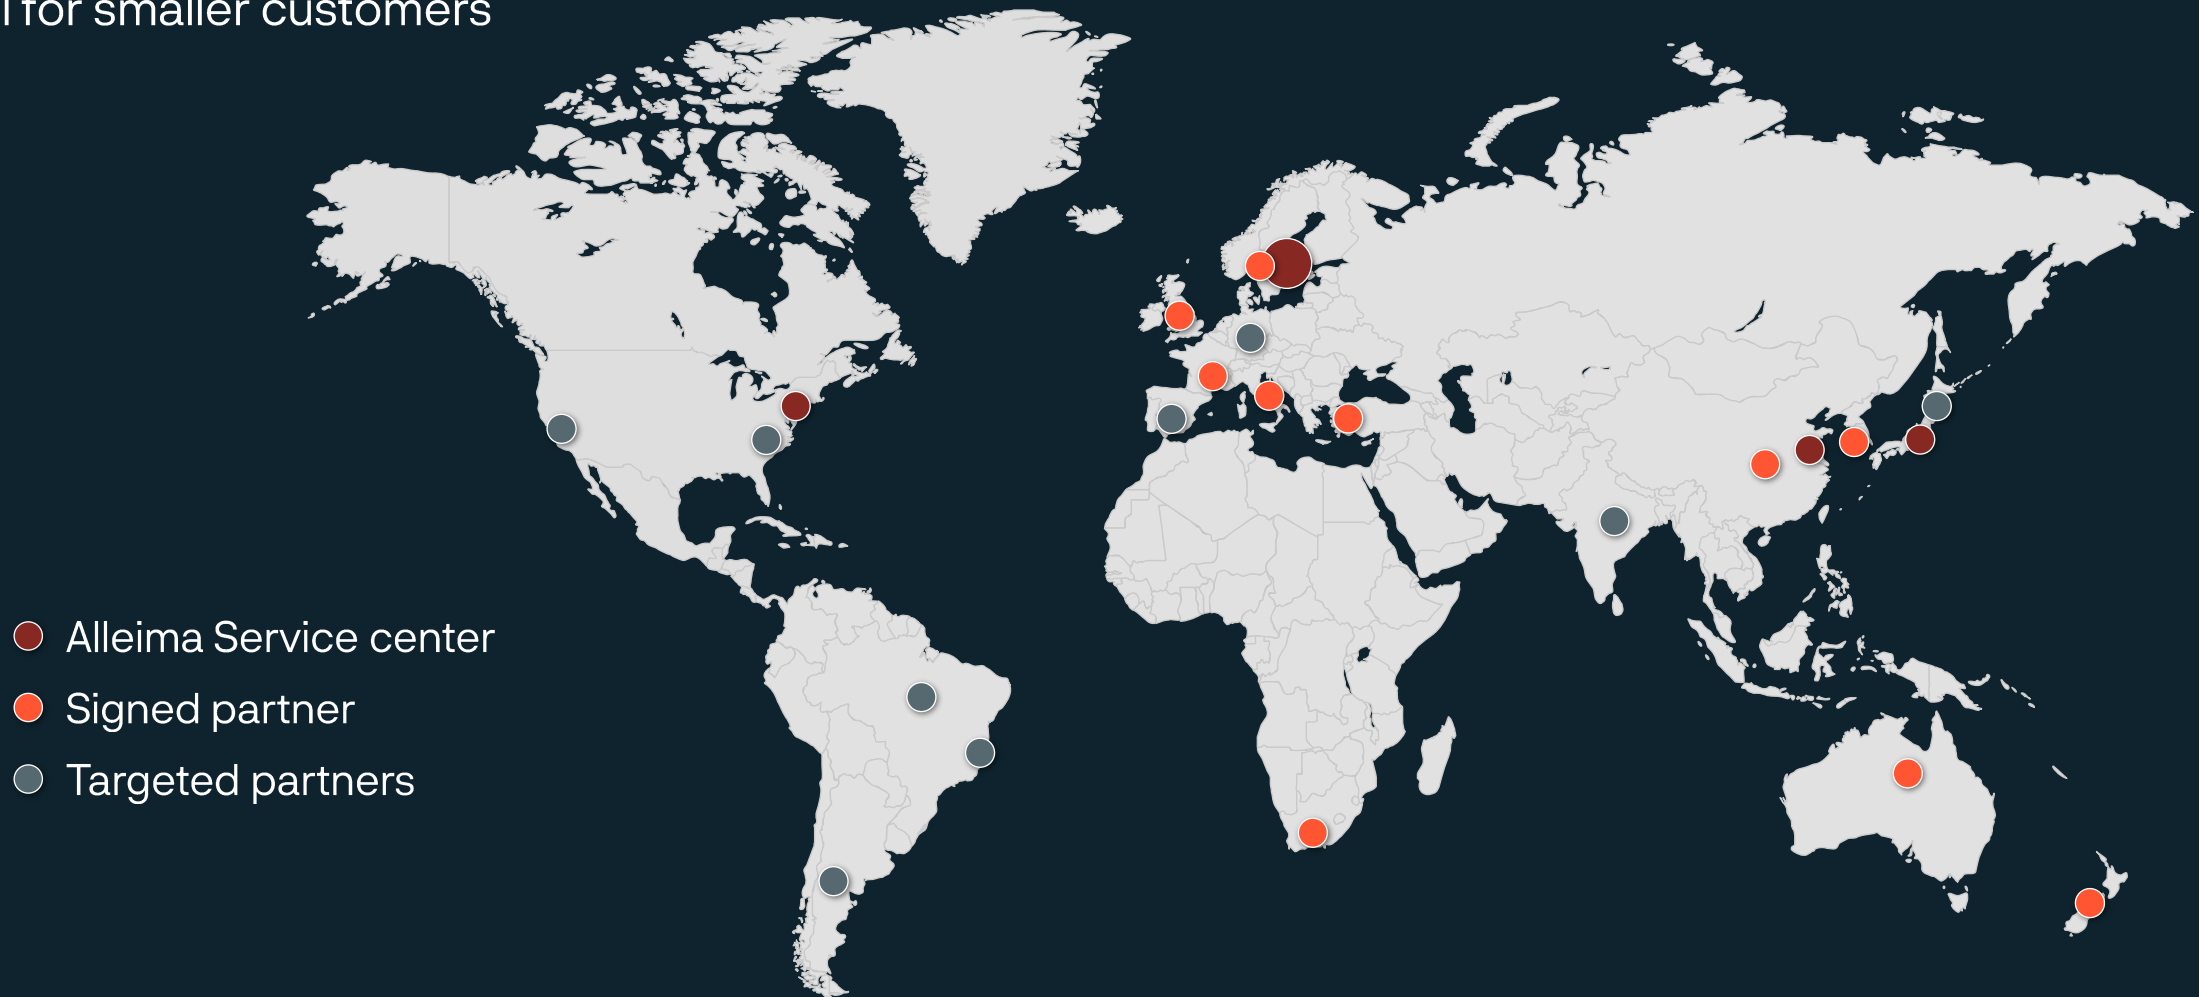 for smaller customers
Alleima Service center
Signed partner
Targeted partners